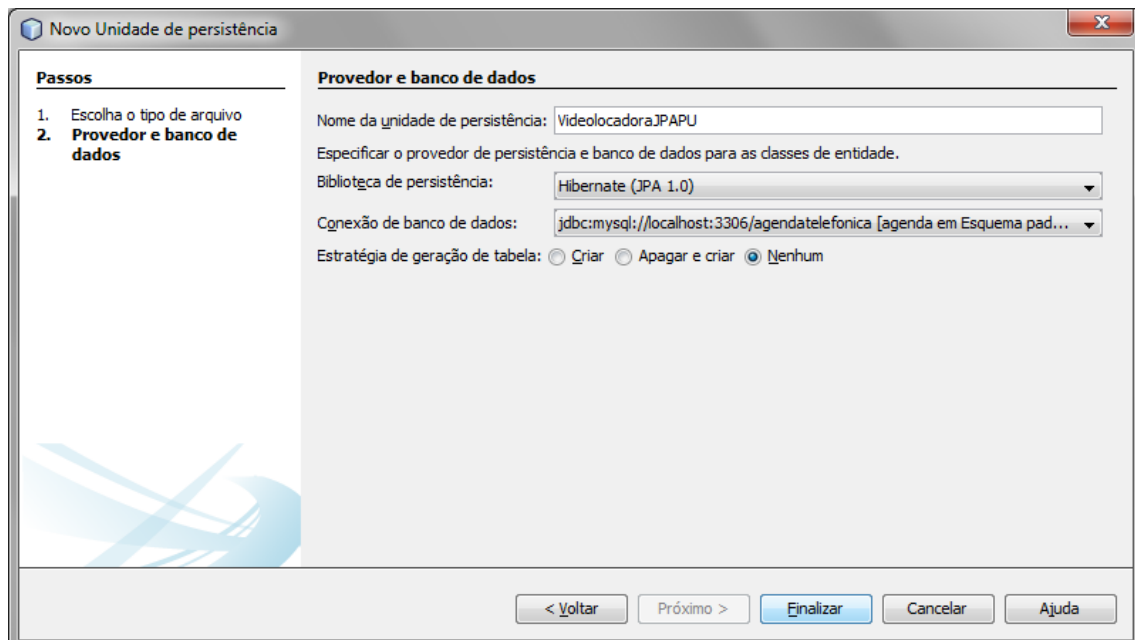 Novo Unidade de persistência
Passos
1. Escolha o tipo de arquivo
2. Provedor e banco de
dados
Provedor e banco de dados
Nome da unidade de persistência: VideolocadoraJPAPU
Especificar o provedor de persistência e banco de dados para as classes de entidade.
Biblioteca de persistência: Hibernate (JPA 1.0)
Conexão de banco de dados: jdbc:mysql://localhost:3306/agendatelefonica [agenda em Esquema pad...
Estratégia de geração de tabela: Criar Apagar e criar Nenhum
< Voltar Próximo > Finalizar Cancelar Ajuda